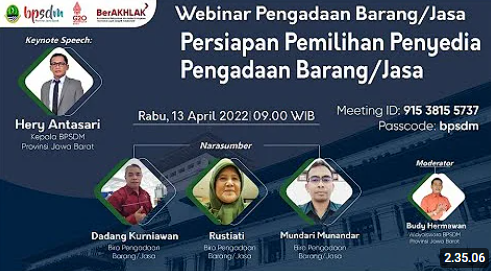 bpsdm
G20
BerAKHLAK
Webinar Pengadaan Barang/Jasa
Persiapan Pemilihan Penyedia
Pengadaan Barang/Jasa
Keynote Speech:
Hery Antasari
Kepala BPSDM
Provinsi Jawa Barat
Rabu, 13 April 2022|09.00 WIB
Meeting ID: 915 3815 5737
Passcode: bpsdm
Narasumber
Moderator
Dadang Kurniawan
Biro Pengadaan
Barang/Jasa
Rustiati
Biro Pengadaan
Barang/Jasa
Mundari Munandar
Biro Pengadaan
Barang/Jasa
Budy Hermawan
Widyaiswara BPSDM
Provinsi Jawa Barat
2.35.06